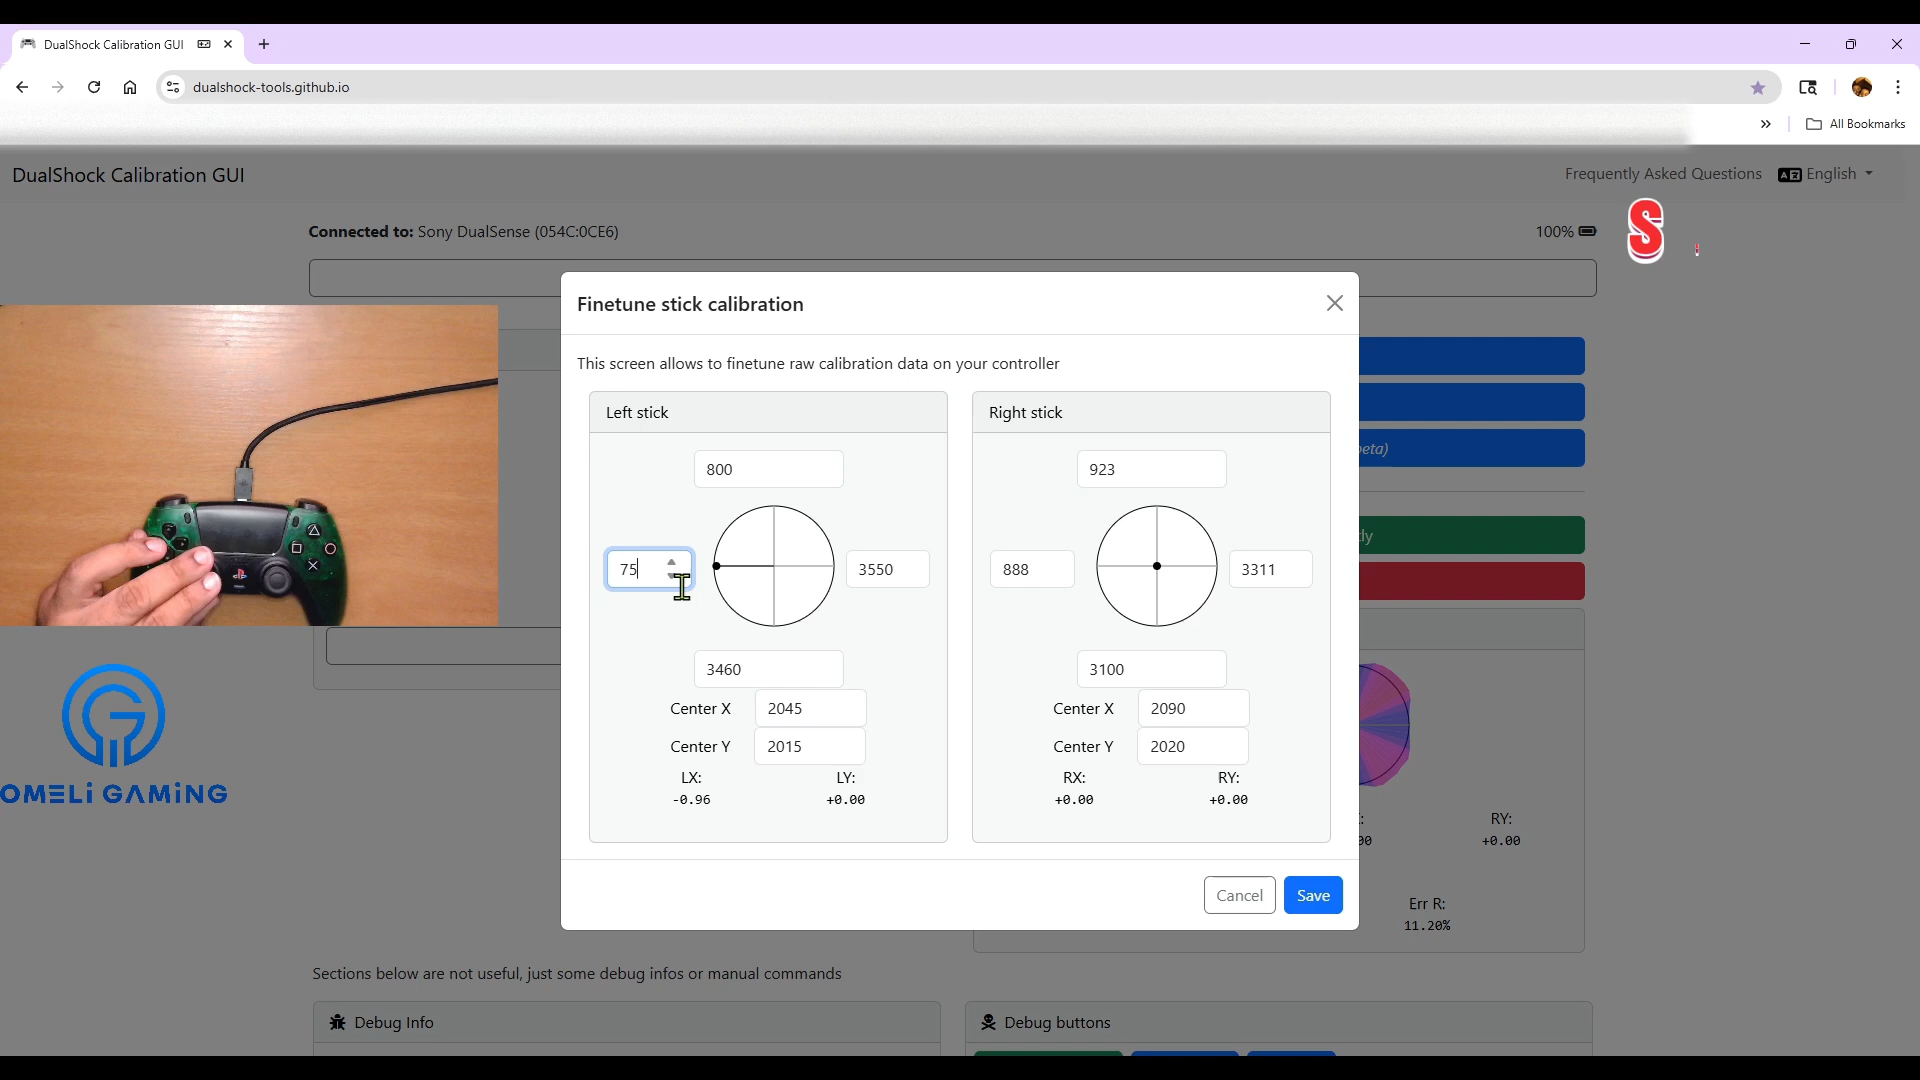 DualShock Calibration GUI
dualshock-tools.github.io
All Bookmarks
DualShock Calibration GUI
Frequently Asked Questions
English
Connected to: Sony DualSense (054C:0CE6)
100%
S
Finetune stick calibration
This screen allows to finetune raw calibration data on your controller
Left stick
Right stick
800
923
75
3550
888
3311
3460
3100
Center X 2045
Center X 2090
Center Y 2015
Center Y 2020
LX: LY:
RX: RY:
-0.96 +0.00
+0.00 +0.00
Cancel
Save
eta)
ly
RY:
+0.00
Err R:
11.20%
OMELi GAMiNG
Sections below are not useful, just some debug infos or manual commands
Debug Info
Debug buttons